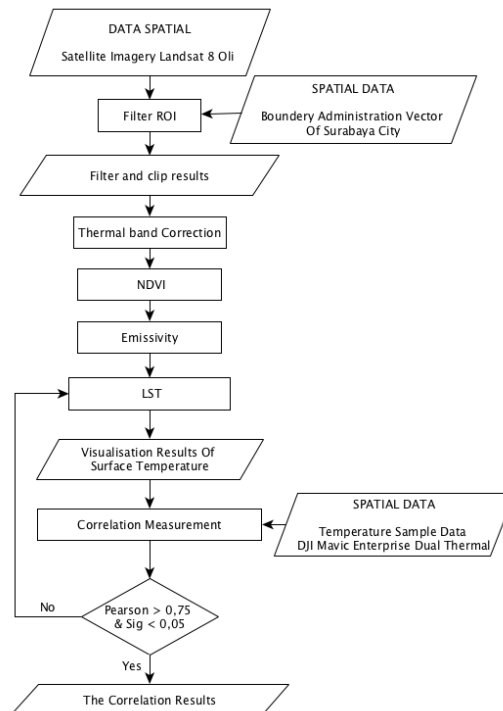 DATA SPATIAL
Satellite Imagery Landsat 8 Oli
SPATIAL DATA
Boundery Administration Vector
Of Surabaya City
Filter ROI
Filter and clip results
Thermal band Correction
NDVI
Emissivity
LST
Visualisation Results Of
Surface Temperature
SPATIAL DATA
Temperature Sample Data
DJI Mavic Enterprise Dual Thermal
Correlation Measurement
No
Pearson > 0,75
& Sig < 0,05
Yes
The Correlation Results